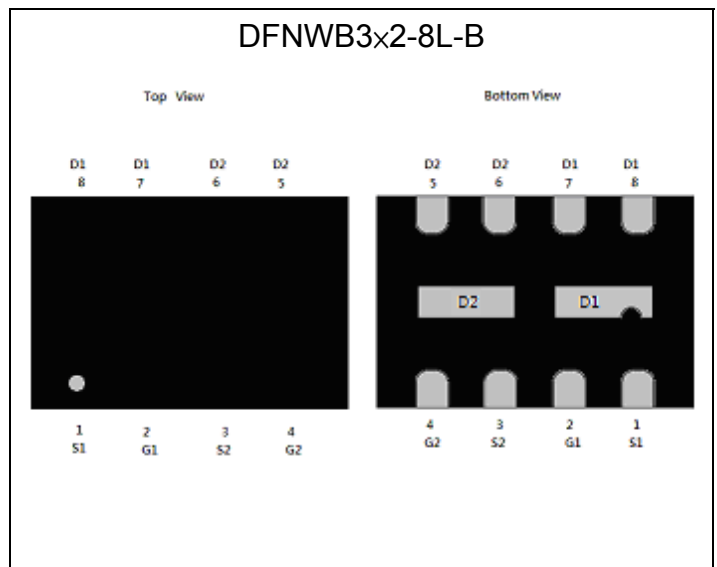 DFNWB3×2-8L-B
Top View
Bottom View
D1 D1 D2 D2
8 7 6 5
D2 D2 D1 D1
5 6 7 8
D2 D1
1 2 3 4
S1 G1 S2 G2
4 3 2 1
G2 S2 G1 S1